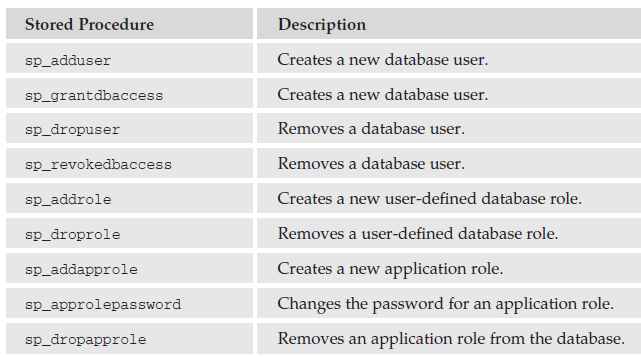 Stored Procedure Description
sp_adduser Creates a new database user.
sp_grantdbaccess Creates a new database user.
sp_dropuser Removes a database user.
sp_revokedbaccess Removes a database user.
sp_addrole Creates a new user-defined database role.
sp_droprole Removes a user-defined database role.
sp_addapprole Creates a new application role.
sp_approlepassword Changes the password for an application role.
sp_dropapprole Removes an application role from the database.